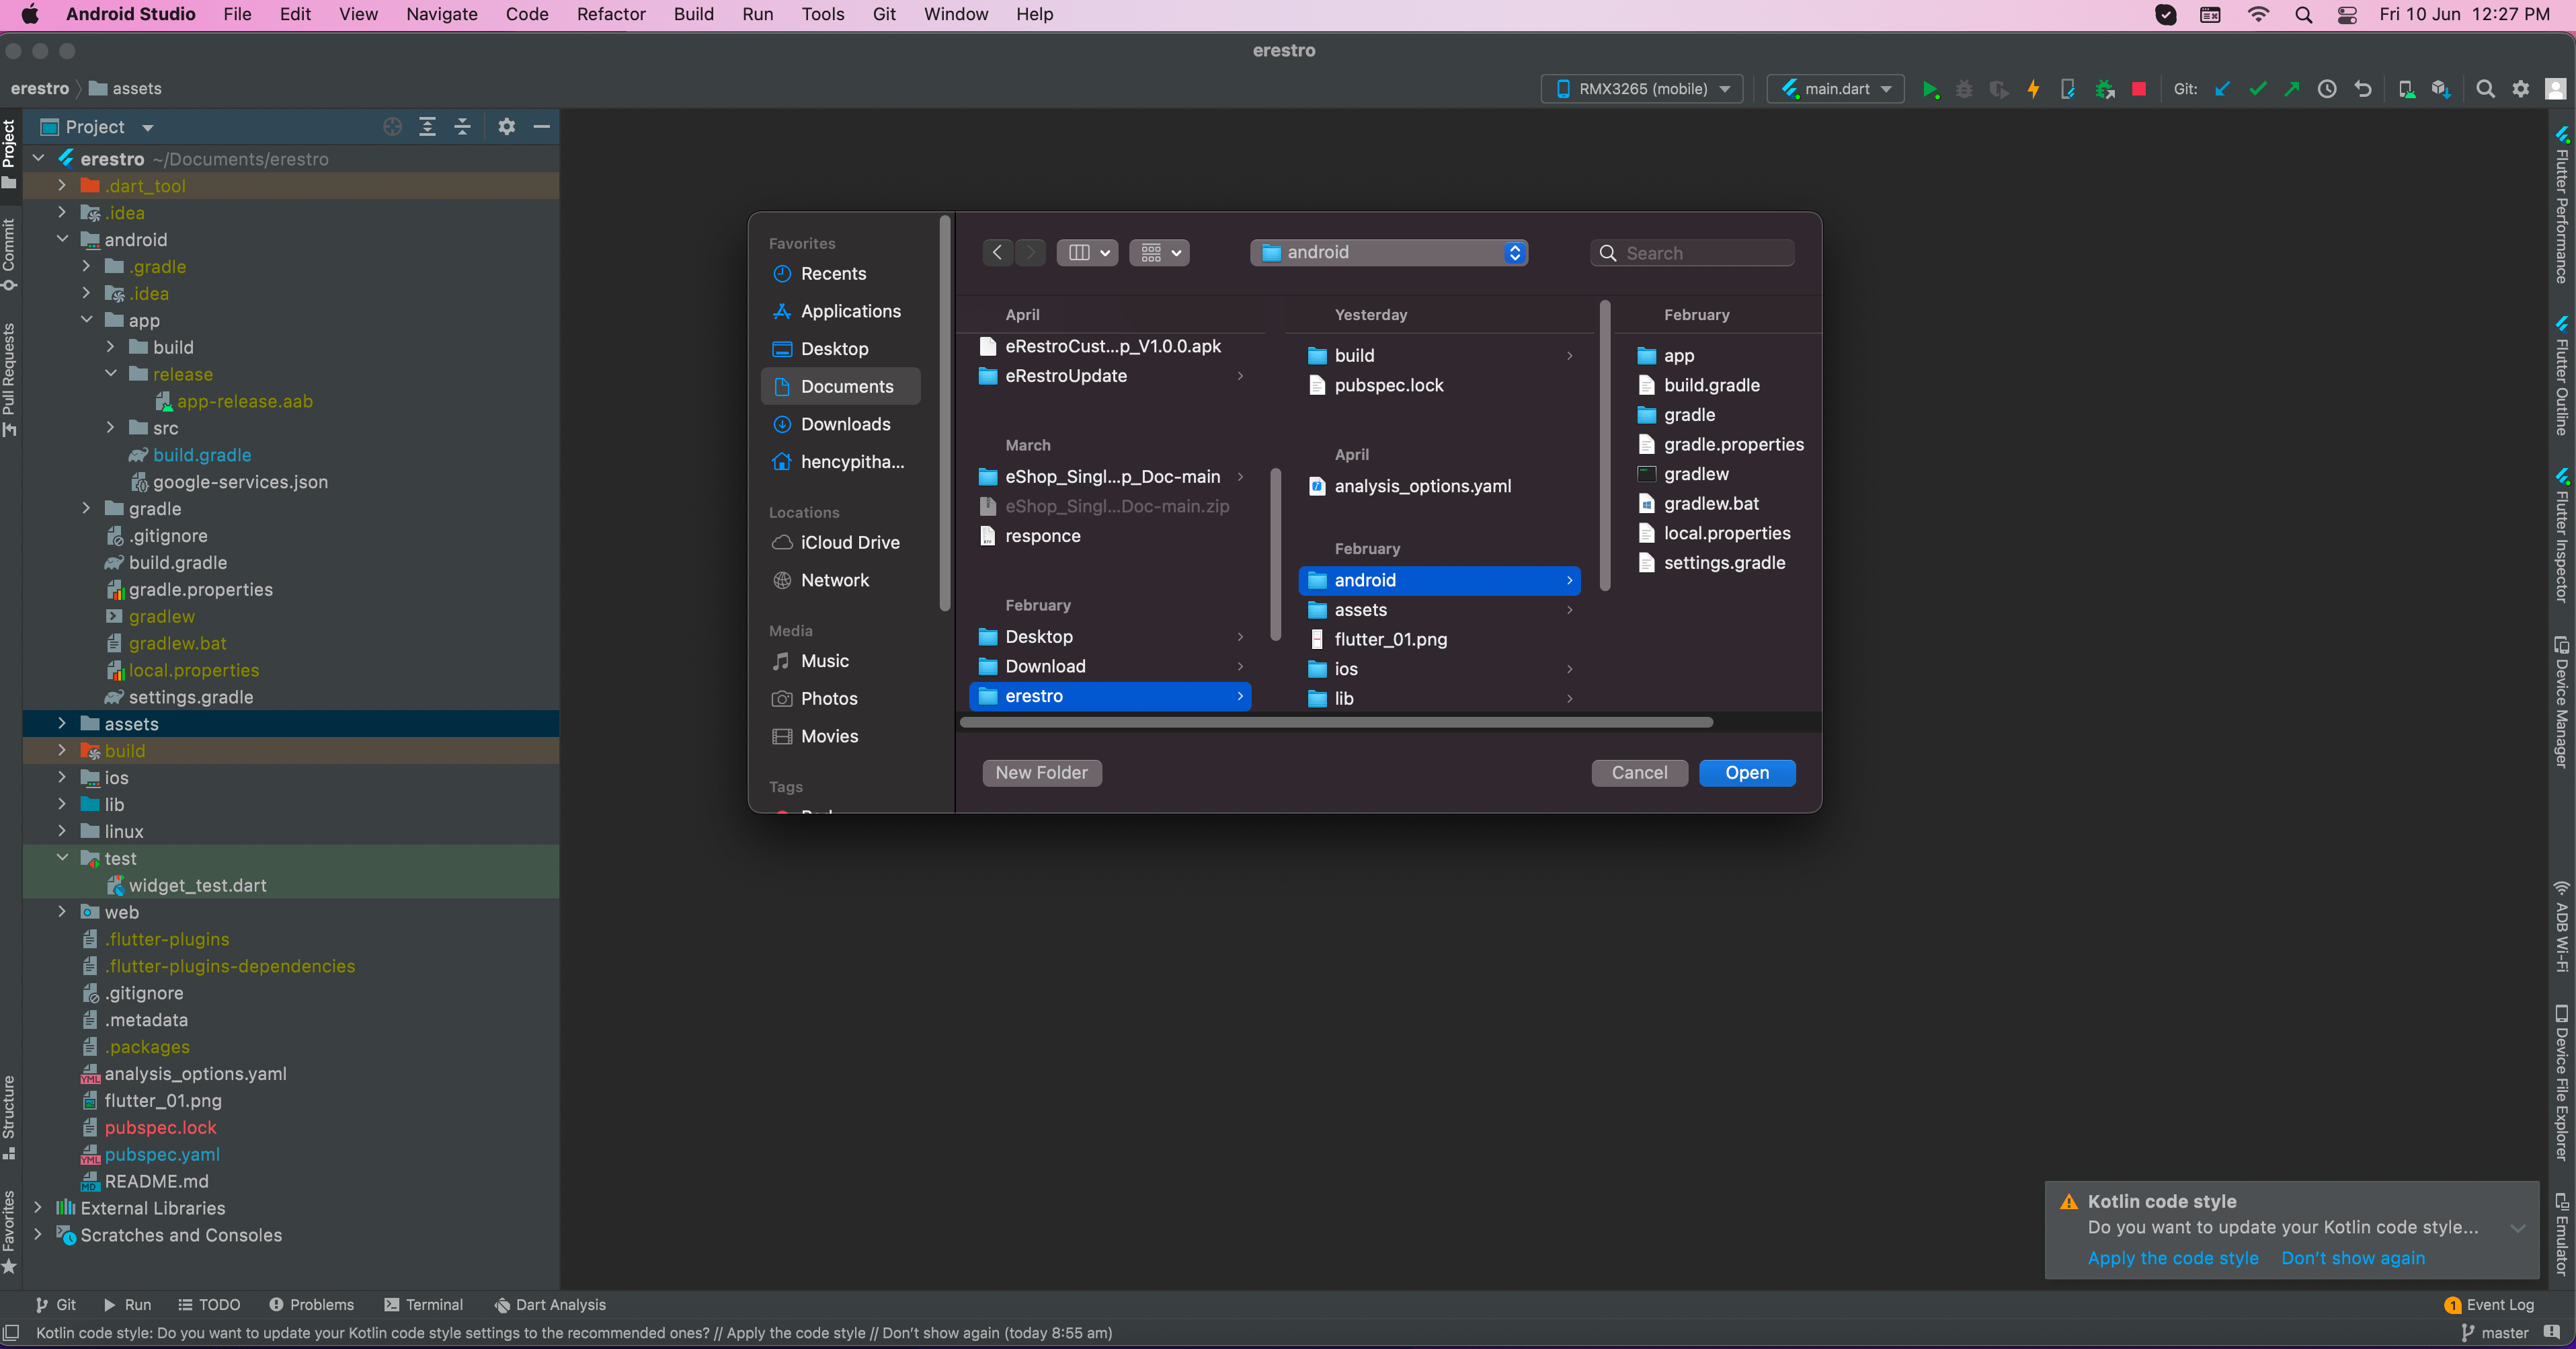 Android Studio File Edit View Navigate Code Refactor Build Run Tools Git Window Help Fri 10 Jun 12:27 PM
erestro
erestro assets
RMX3265 (mobile) main.dart Git:
Project
erestro ~/Documents/erestro
.dart_tool
.idea
android
.gradle
.idea
app
build
release
app-release.aab
src
build.gradle
google-services.json
gradle
.gitignore
build.gradle
gradle.properties
gradlew
gradlew.bat
local.properties
settings.gradle
assets
build
ios
lib
linux
test
widget_test.dart
web
.flutter-plugins
.flutter-plugins-dependencies
.gitignore
.metadata
.packages
analysis_options.yaml
flutter_01.png
pubspec.lock
pubspec.yaml
README.md
External Libraries
Scratches and Consoles
Project
Commit
Pull Requests
Structure
Favorites
Favorites
Recents
Applications
Desktop
Documents
Downloads
hencypitha...
Locations
iCloud Drive
Network
Media
Music
Photos
Movies
Tags
android
Search
April
eRestroCust...p_V1.0.0.apk
eRestroUpdate
March
eShop_Singl...p_Doc-main
eShop_Singl...Doc-main.zip
responce
February
Desktop
Download
erestro
Yesterday
build
pubspec.lock
April
analysis_options.yaml
February
android
assets
flutter_01.png
ios
lib
February
app
build.gradle
gradle
gradle.properties
gradlew
gradlew.bat
local.properties
settings.gradle
New Folder Cancel Open
Flutter Performance
Flutter Outline
Flutter Inspector
Device Manager
ADB Wi-Fi
Device File Explorer
Emulator
Kotlin code style
Do you want to update your Kotlin code style...
Apply the code style Don't show again
Git Run TODO Problems Terminal Dart Analysis 1 Event Log
Kotlin code style: Do you want to update your Kotlin code style settings to the recommended ones? // Apply the code style // Don't show again (today 8:55 am) master